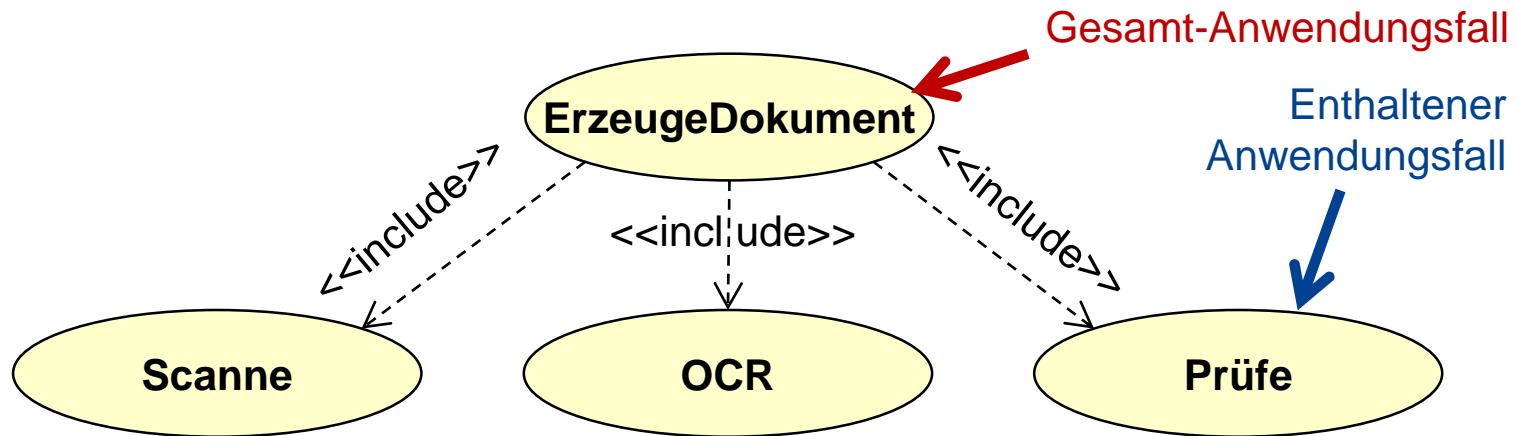 Gesamt-Anwendungsfall
ErzeugeDokument
Enthaltener
Anwendungsfall
<<include>>
<<include>>
<<include>>
Scanne
OCR
Prüfe